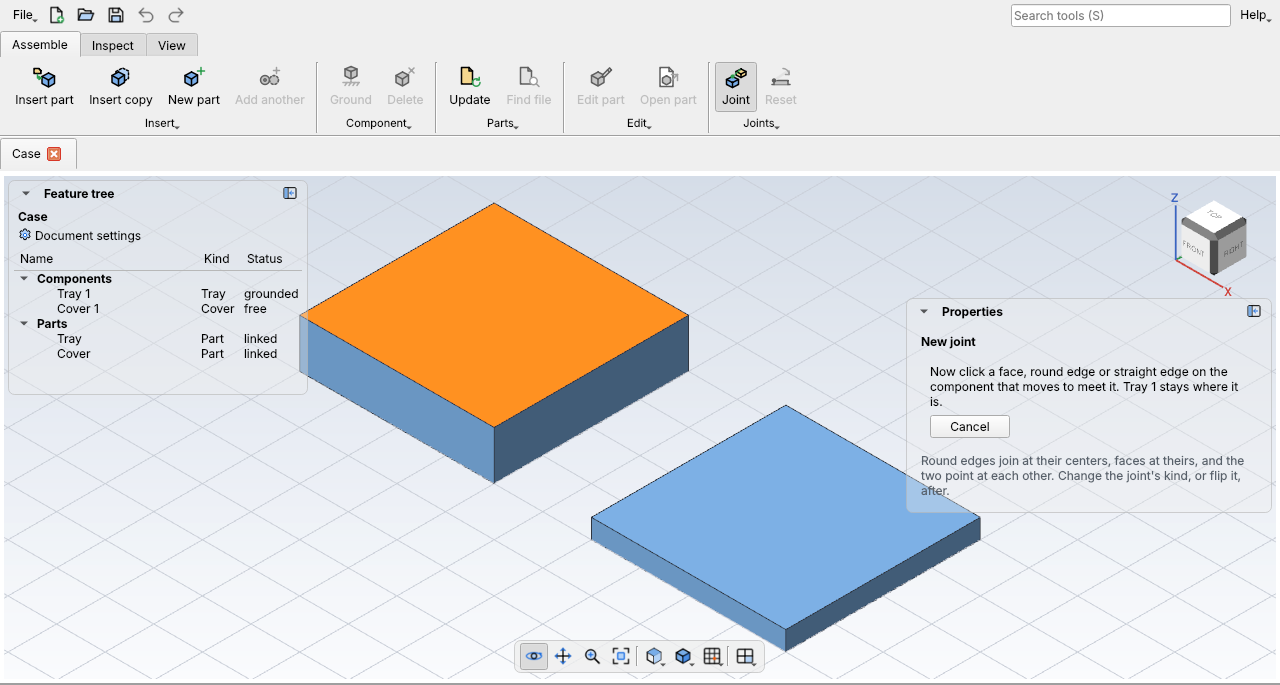 File
Search tools (S)
Help
Assemble
Inspect
View
Insert part
Insert copy
New part
Add another
Ground
Delete
Update
Find file
Edit part
Open part
Joint
Reset
Insert
Component
Parts
Edit
Joints
Case
Feature tree
Case
Document settings
Name Kind Status
Components
Tray 1 Tray grounded
Cover 1 Cover free
Parts
Tray Part linked
Cover Part linked
Z
TOP
FRONT
RIGHT
X
Properties
New joint
Now click a face, round edge or straight edge on the
component that moves to meet it. Tray 1 stays where it
is.
Cancel
Round edges join at their centers, faces at theirs, and the
two point at each other. Change the joint's kind, or flip it,
after.